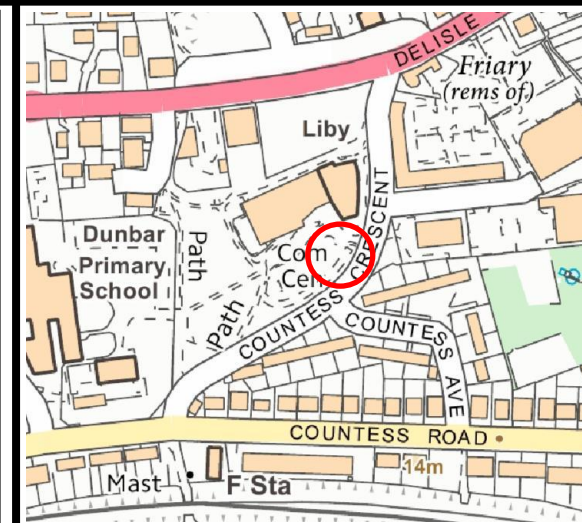 DELISLE
Friary
(rems of)
Liby
Dunbar
Primary
School
Path
Com
Cen
Path
COUNTESS CRESCENT
COUNTESS AVE
COUNTESS ROAD
14m
Mast
F Sta